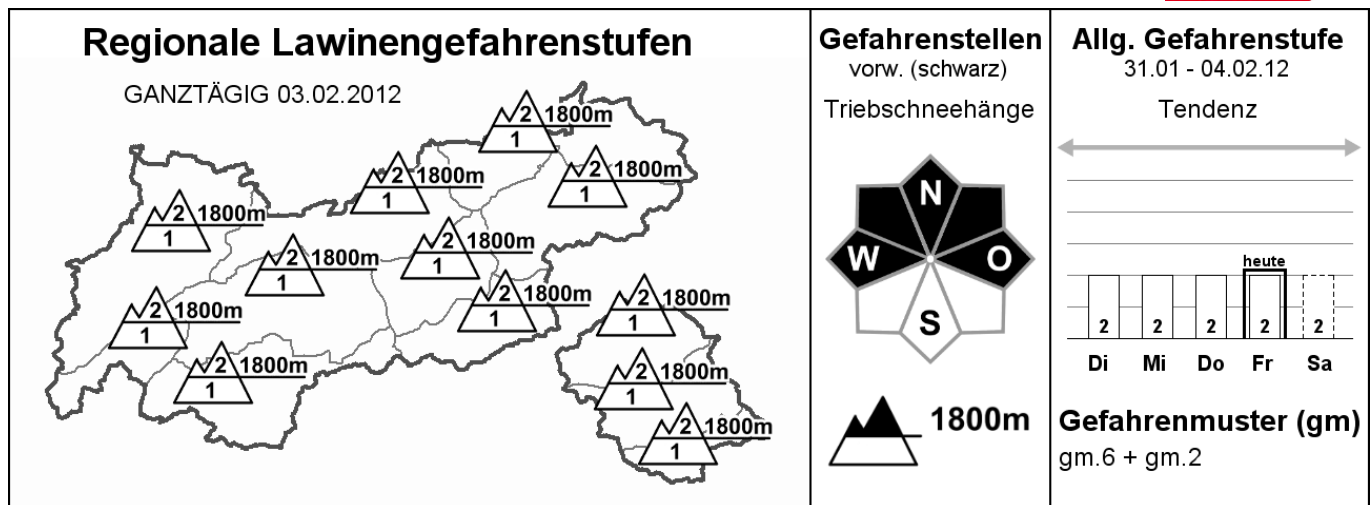 Regionale Lawinengefahrenstufen
GANZTÄGIG 03.02.2012
2 1800m
1
2 1800m
1
2 1800m
1
2 1800m
1
2 1800m
1
2 1800m
1
2 1800m
1
2 1800m
1
2 1800m
1
2 1800m
1
2 1800m
1
2 1800m
1
Gefahrenstellen
vorw. (schwarz)
Triebschneehänge
N
W O
S
1800m
Allg. Gefahrenstufe
31.01 - 04.02.12
Tendenz
heute
2 2 2 2 2
Di Mi Do Fr Sa
Gefahrenmuster (gm)
gm.6 + gm.2